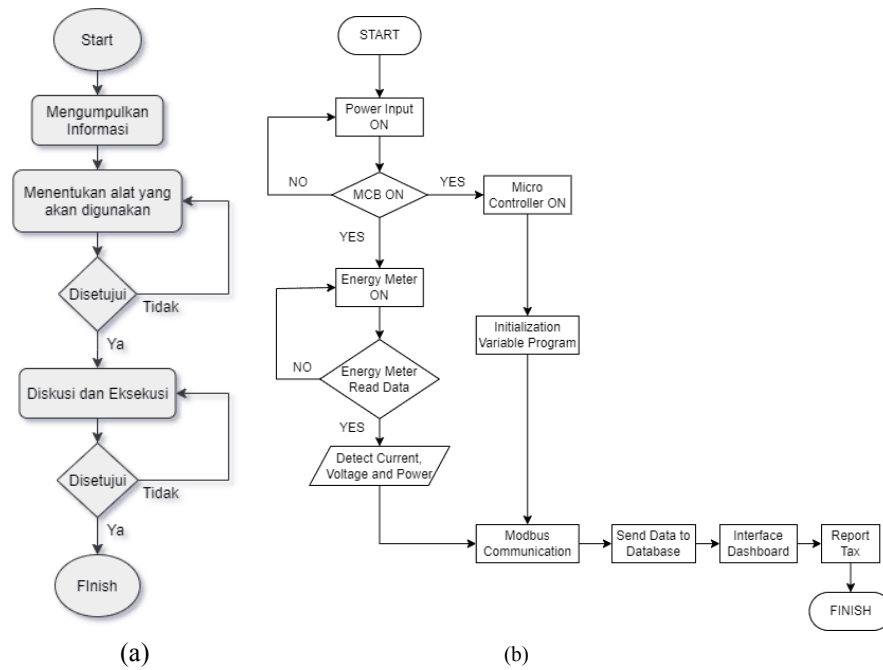 Start
Mengumpulkan
Informasi
Menentukan alat yang
akan digunakan
Disetujui
Tidak
Ya
Diskusi dan Eksekusi
Disetujui
Tidak
Ya
FInish
(a)
START
Power Input
ON
NO
MCB ON
YES
Micro
Controller ON
YES
Energy Meter
ON
Initialization
Variable Program
NO
Energy Meter
Read Data
YES
Detect Current,
Voltage and Power
Modbus
Communication
Send Data to
Database
Interface
Dashboard
Report
Tax
FINISH
(b)